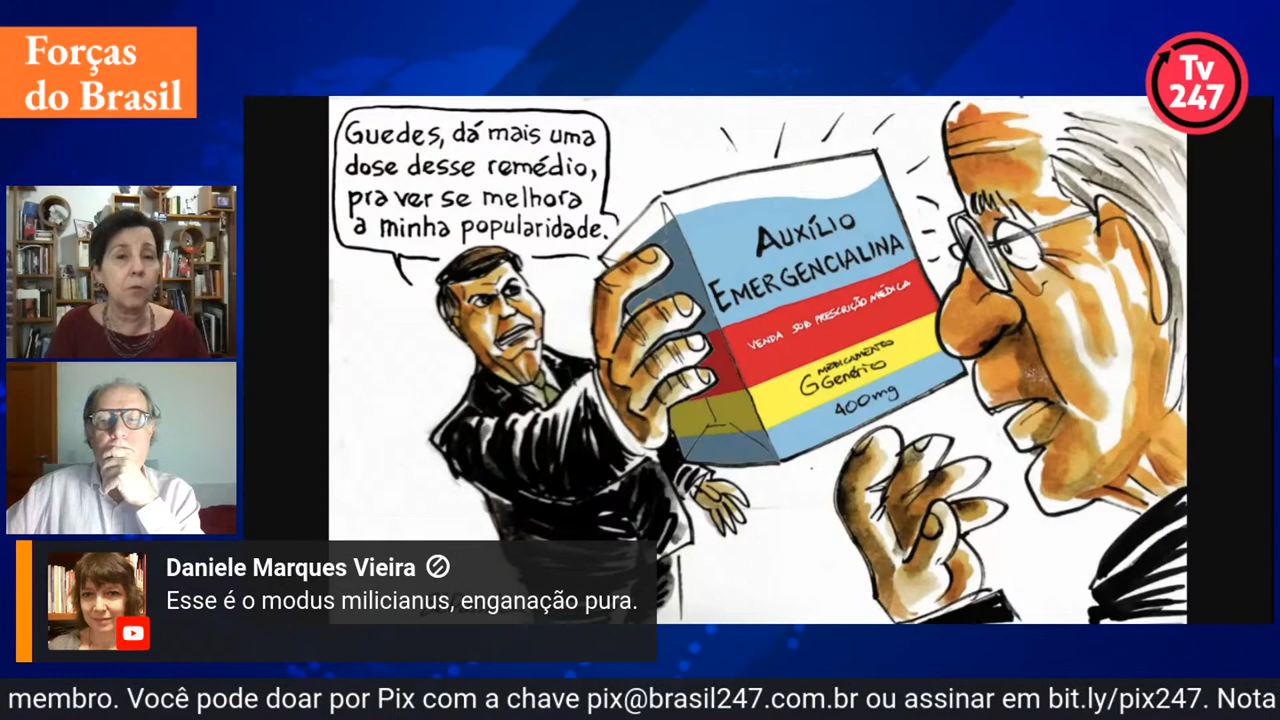 Forças
do Brasil
Tv
247
Guedes, dá mais uma
dose desse remédio,
pra ver se melhora
a minha popularidade.
AUXÍLIO
EMERGENCIALINA
VENDA SOB PRESCRIÇÃO MÉDICA
MEDICAMENTO
G Genérico
400mg
Daniele Marques Vieira
Esse é o modus milicianus, enganação pura.
membro. Você pode doar por Pix com a chave pix@brasil247.com.br ou assinar em bit.ly/pix247. Nota